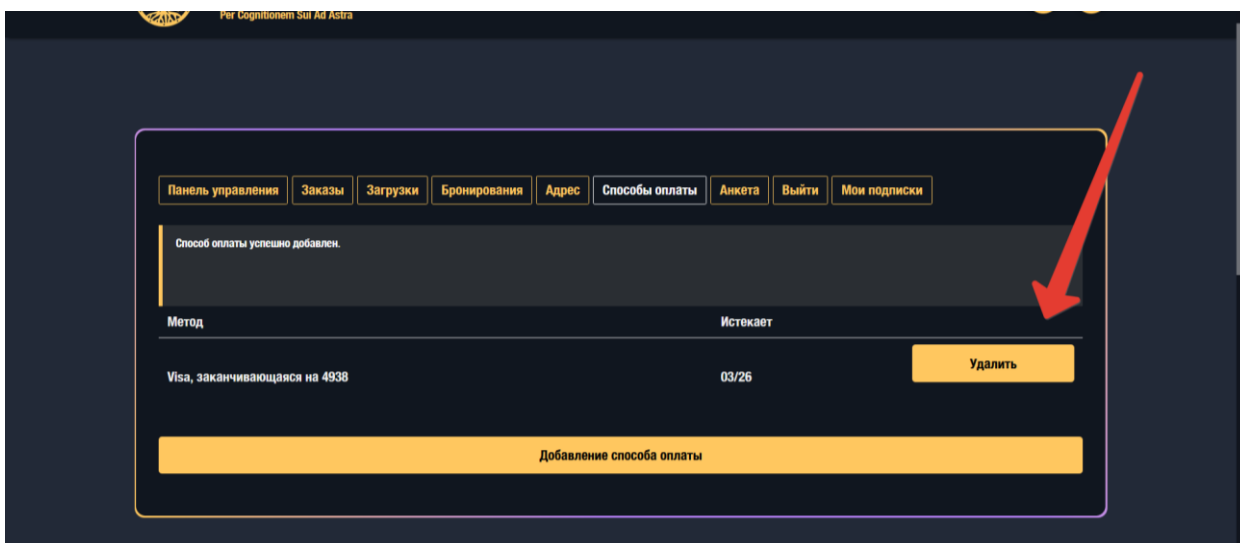 Per Cognitionem Sui Ad Astra
Панель управления Заказы Загрузки Бронирования Адрес Способы оплаты Анкета Выйти Мои подписки
Способ оплаты успешно добавлен.
Метод Истекает
Удалить
Visa, заканчивающаяся на 4938 03/26
Добавление способа оплаты